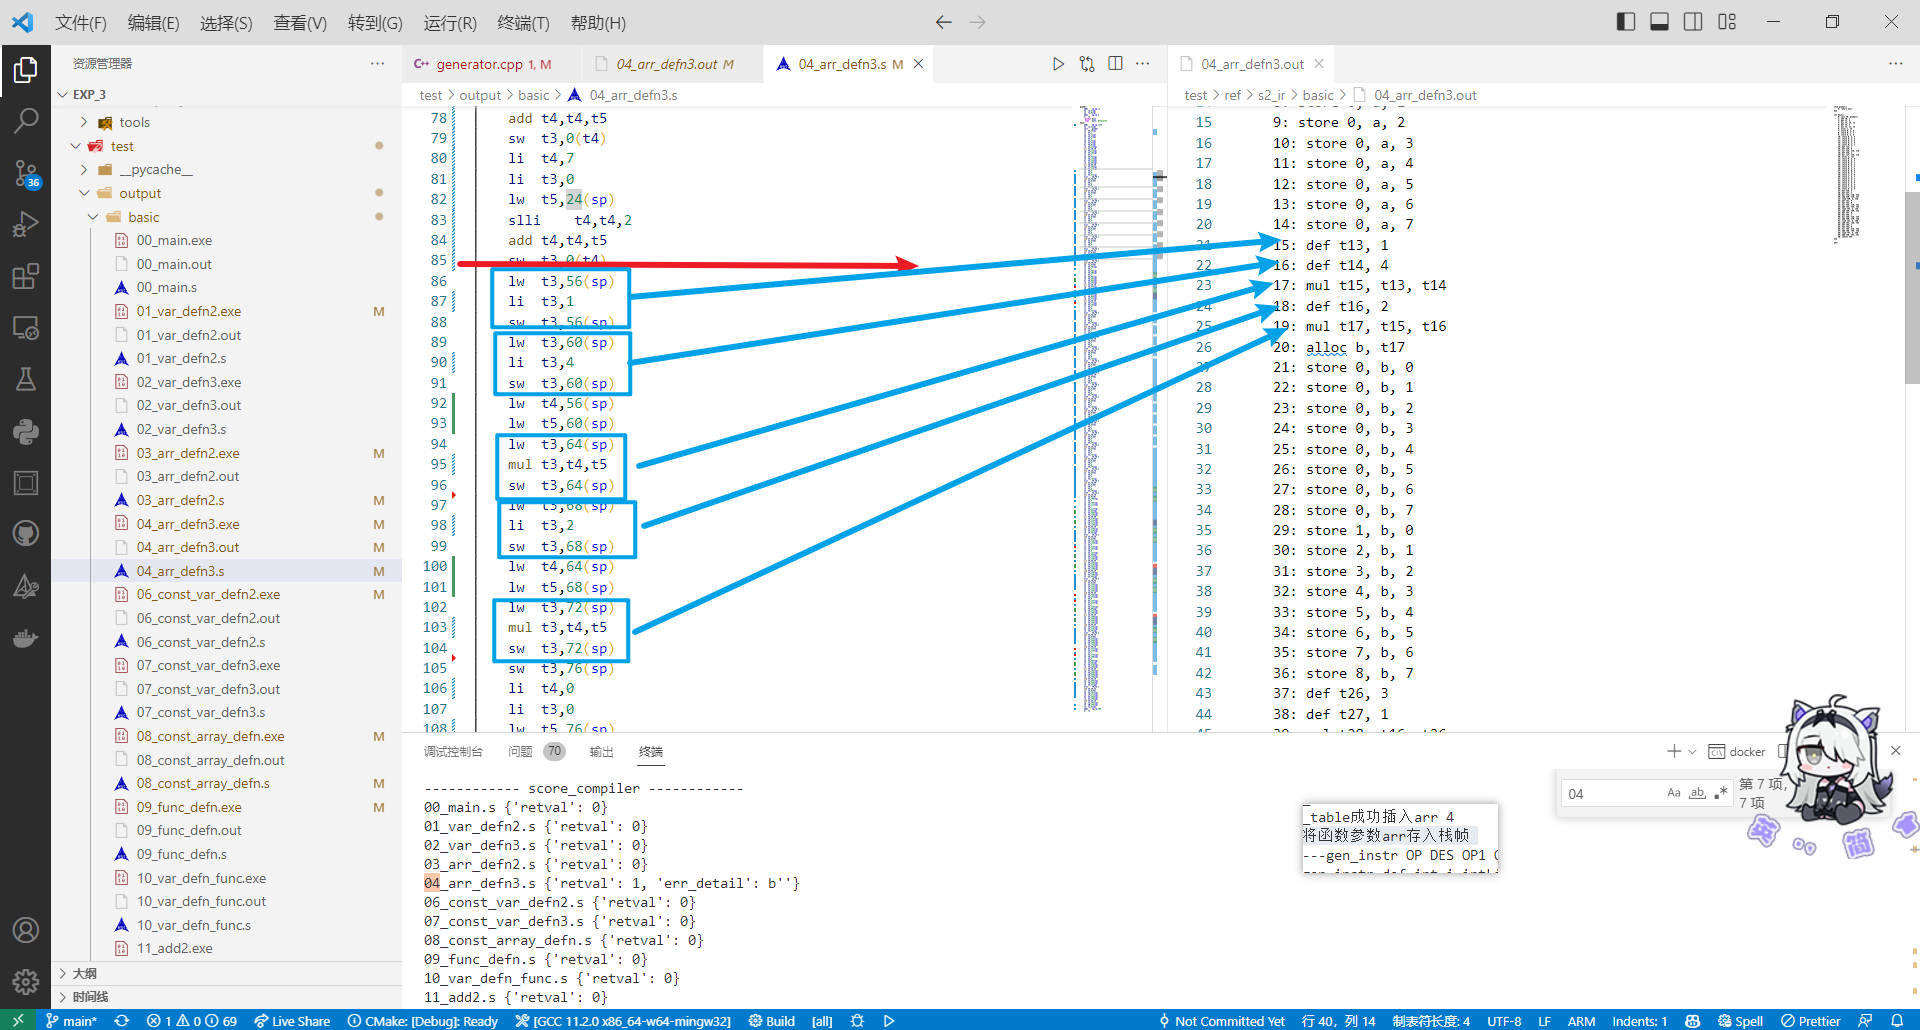 文件(F) 编辑(E) 选择(S) 查看(V) 转到(G) 运行(R) 终端(T) 帮助(H)
资源管理器
EXP_3
tools
test
__pycache__
output
basic
00_main.exe
00_main.out
00_main.s
01_var_defn2.exe M
01_var_defn2.out
01_var_defn2.s
02_var_defn3.exe
02_var_defn3.out
02_var_defn3.s
03_arr_defn2.exe M
03_arr_defn2.out
03_arr_defn2.s M
04_arr_defn3.exe M
04_arr_defn3.out M
04_arr_defn3.s M
06_const_var_defn2.exe M
06_const_var_defn2.out
06_const_var_defn2.s
07_const_var_defn3.exe
07_const_var_defn3.out
07_const_var_defn3.s
08_const_array_defn.exe M
08_const_array_defn.out
08_const_array_defn.s M
09_func_defn.exe M
09_func_defn.out
09_func_defn.s
10_var_defn_func.exe
10_var_defn_func.out
10_var_defn_func.s
11_add2.exe
大纲
时间线
36
generator.cpp 1, M
04_arr_defn3.out M
04_arr_defn3.s M
test > output > basic > 04_arr_defn3.s
78 add t4,t4,t5
79 sw t3,0(t4)
80 li t4,7
81 li t3,0
82 lw t5,24(sp)
83 slli t4,t4,2
84 add t4,t4,t5
85 sw t3,0(t4)
86 lw t3,56(sp)
87 li t3,1
88 sw t3,56(sp)
89 lw t3,60(sp)
90 li t3,4
91 sw t3,60(sp)
92 lw t4,56(sp)
93 lw t5,60(sp)
94 lw t3,64(sp)
95 mul t3,t4,t5
96 sw t3,64(sp)
97 lw t3,68(sp)
98 li t3,2
99 sw t3,68(sp)
100 lw t4,64(sp)
101 lw t5,68(sp)
102 lw t3,72(sp)
103 mul t3,t4,t5
104 sw t3,72(sp)
105 sw t3,76(sp)
106 li t4,0
107 li t3,0
108 lw t5,76(sp)
04_arr_defn3.out
test > ref > s2_ir > basic > 04_arr_defn3.out
15 9: store 0, a, 2
16 10: store 0, a, 3
17 11: store 0, a, 4
18 12: store 0, a, 5
19 13: store 0, a, 6
20 14: store 0, a, 7
21 15: def t13, 1
22 16: def t14, 4
23 17: mul t15, t13, t14
24 18: def t16, 2
25 19: mul t17, t15, t16
26 20: alloc b, t17
27 21: store 0, b, 0
28 22: store 0, b, 1
29 23: store 0, b, 2
30 24: store 0, b, 3
31 25: store 0, b, 4
32 26: store 0, b, 5
33 27: store 0, b, 6
34 28: store 0, b, 7
35 29: store 1, b, 0
36 30: store 2, b, 1
37 31: store 3, b, 2
38 32: store 4, b, 3
39 33: store 5, b, 4
40 34: store 6, b, 5
41 35: store 7, b, 6
42 36: store 8, b, 7
43 37: def t26, 3
44 38: def t27, 1
调试控制台 问题 70 输出 终端
docker
------------ score_compiler ------------
00_main.s {'retval': 0}
01_var_defn2.s {'retval': 0}
02_var_defn3.s {'retval': 0}
03_arr_defn2.s {'retval': 0}
04_arr_defn3.s {'retval': 1, 'err_detail': b''}
06_const_var_defn2.s {'retval': 0}
07_const_var_defn3.s {'retval': 0}
08_const_array_defn.s {'retval': 0}
09_func_defn.s {'retval': 0}
10_var_defn_func.s {'retval': 0}
11_add2.s {'retval': 0}
04 Aa ab .* 第 7 项,
7 项
_table成功插入arr 4
将函数参数arr存入栈帧
---gen_instr OP DES OP1
英 简
main* 1 0 69 Live Share CMake: [Debug]: Ready [GCC 11.2.0 x86_64-w64-mingw32] Build [all] Not Committed Yet 行 40，列 14 制表符长度: 4 UTF-8 LF ARM Indents: 1 Spell Prettier